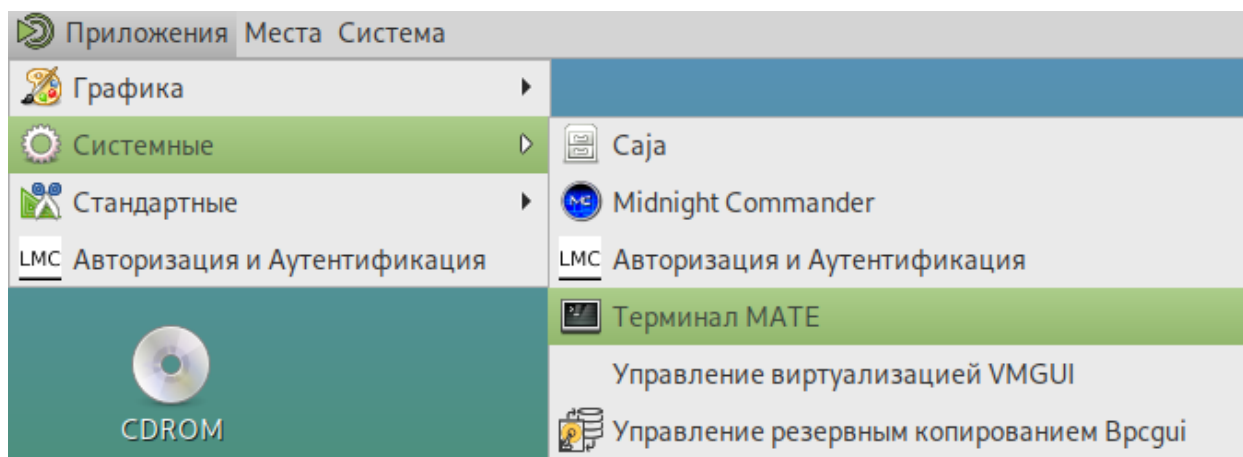 Приложения Места Система
Графика
Системные
Стандартные
LMC Авторизация и Аутентификация
Caja
Midnight Commander
LMC Авторизация и Аутентификация
Терминал MATE
Управление виртуализацией VMGUI
Управление резервным копированием Bpcgui
CDROM